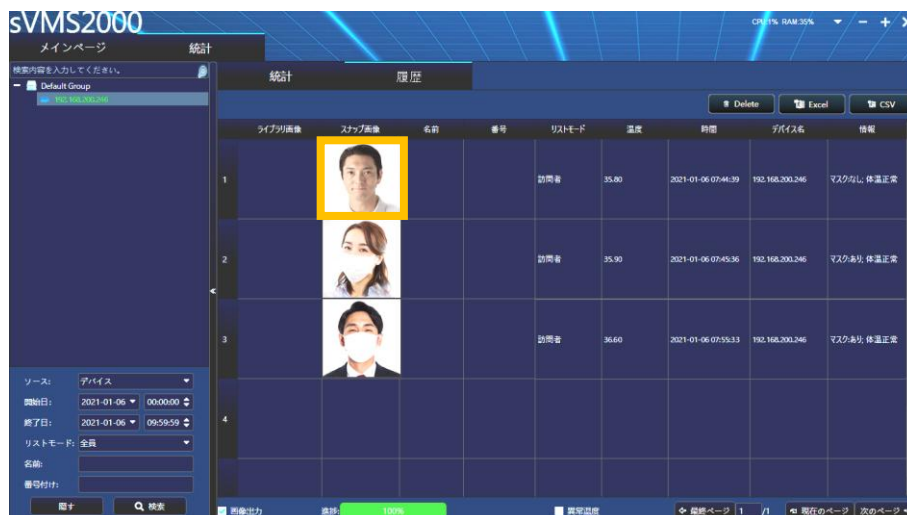 sVMS2000
CPU:1% RAM:35%
メインページ 統計
検索内容を入力してください。
Default Group
192.168.200.246
統計 履歴
Delete Excel CSV
ライブラリ画像 スナップ画像 名前 番号 リストモード 温度 時間 デバイス名 情報
1 訪問者 35.80 2021-01-06 07:44:39 192.168.200.246 マスクなし; 体温正常
2 訪問者 35.90 2021-01-06 07:45:36 192.168.200.246 マスクあり; 体温正常
3 訪問者 36.60 2021-01-06 07:55:33 192.168.200.246 マスクあり; 体温正常
4
ソース: デバイス
開始日: 2021-01-06 00:00:00
終了日: 2021-01-06 09:59:59
リストモード: 全員
名前:
番号付け:
隠す 検索
画像出力 進捗: 100% 異常温度 最終ページ 1 /1 現在のページ 次のページ